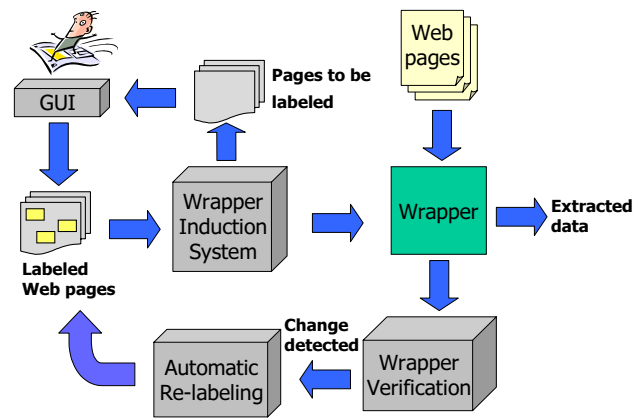 Web
pages
Pages to be
labeled
GUI
Wrapper
Induction
System
Wrapper
Extracted
data
Labeled
Web pages
Change
detected
Automatic
Re-labeling
Wrapper
Verification